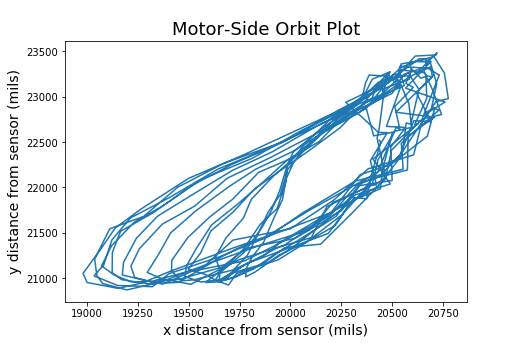 Motor-Side Orbit Plot
y distance from sensor (mils)
23500
23000
22500
22000
21500
21000
19000 19250 19500 19750 20000 20250 20500 20750
x distance from sensor (mils)